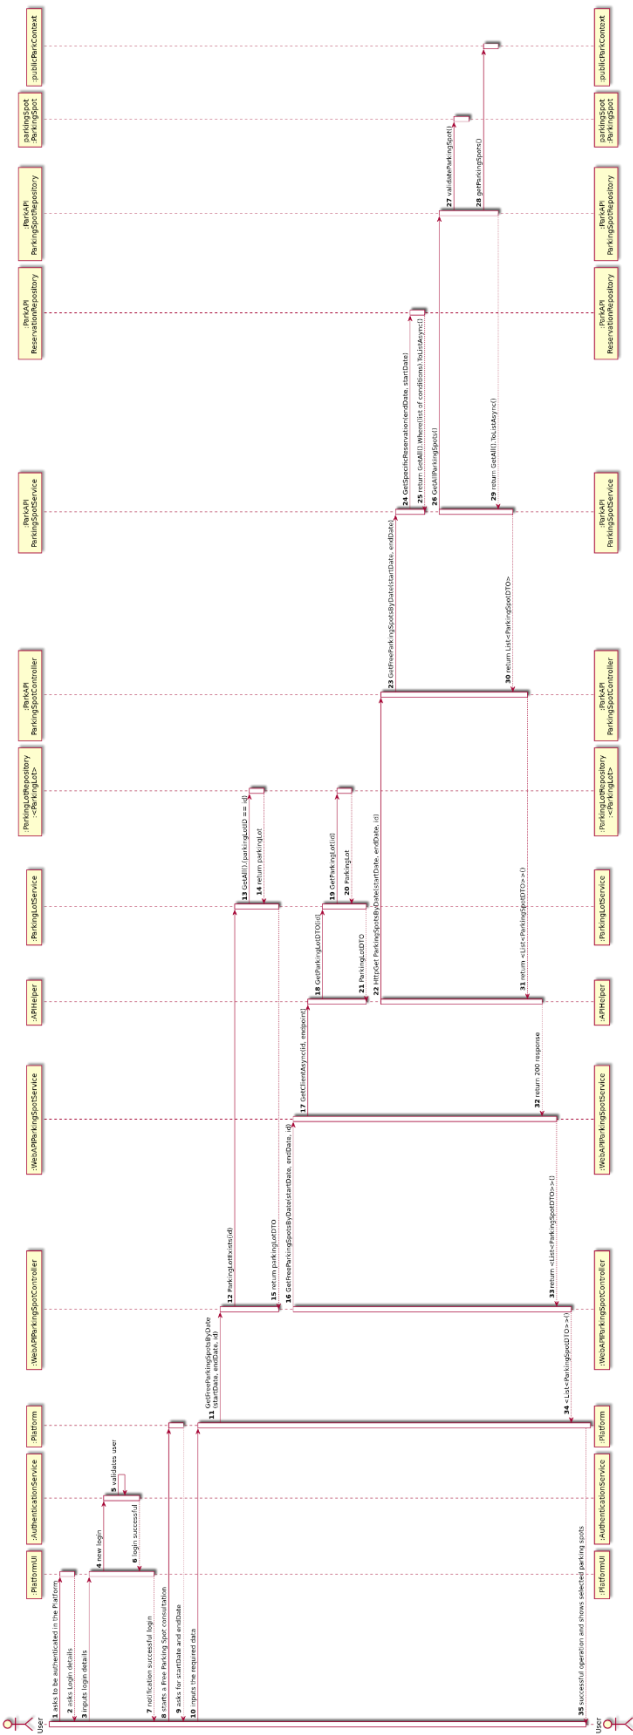 User
:PlatformUI
:AuthenticationService
:Platform
:WebAPIParkingSpotController
:WebAPIParkingSpotService
:APIHelper
:ParkingLotService
:ParkingLotRepository
:<ParkingLot>
:ParkAPI
ParkingSpotController
:ParkAPI
ParkingSpotService
:ParkAPI
ReservationRepository
:ParkAPI
ParkingSpotRepository
parkingSpot
:ParkingSpot
:publicParkContext
1 asks to be authenticated in the Platform
2 asks Login details
3 inputs login details
4 new login
5 validates user
6 login successful
7 notification successful login
8 starts a Free Parking Spot consultation
9 asks for startDate and endDate
10 inputs the required data
11 GetFreeParkingSpotsByDate
(startDate, endDate, id)
12 ParkingLotExists(id)
13 GetAll().(parkingLotID == id)
14 return parkingLot
15 return parkingLotDTO
16 GetFreeParkingSpotsByDate(startDate, endDate, id)
17 GetClientAsync(id, endpoint)
18 GetParkingLotDTO(id)
19 GetParkingLot(id)
20 ParkingLot
21 ParkingLotDTO
22 HttpGet ParkingSpotsByDate(startDate, endDate, id)
23 GetFreeParkingSpotsByDate(startDate, endDate)
24 GetSpecificReservation(endDate, startDate)
25 return GetAll().Where(list of conditions).ToListAsync()
26 GetAllParkingSpots()
27 validateParkingSpot()
28 getParkingSpots()
29 return GetAll().ToListAsync()
30 return List<ParkingSpotDTO>
31 return <List<ParkingSpotDTO>>()
32 return 200 response
33 return <List<ParkingSpotDTO>>()
34 <List<ParkingSpotDTO>>()
35 successful operation and shows selected parking spots
User
:PlatformUI
:AuthenticationService
:Platform
:WebAPIParkingSpotController
:WebAPIParkingSpotService
:APIHelper
:ParkingLotService
:ParkingLotRepository
:<ParkingLot>
:ParkAPI
ParkingSpotController
:ParkAPI
ParkingSpotService
:ParkAPI
ReservationRepository
:ParkAPI
ParkingSpotRepository
parkingSpot
:ParkingSpot
:publicParkContext